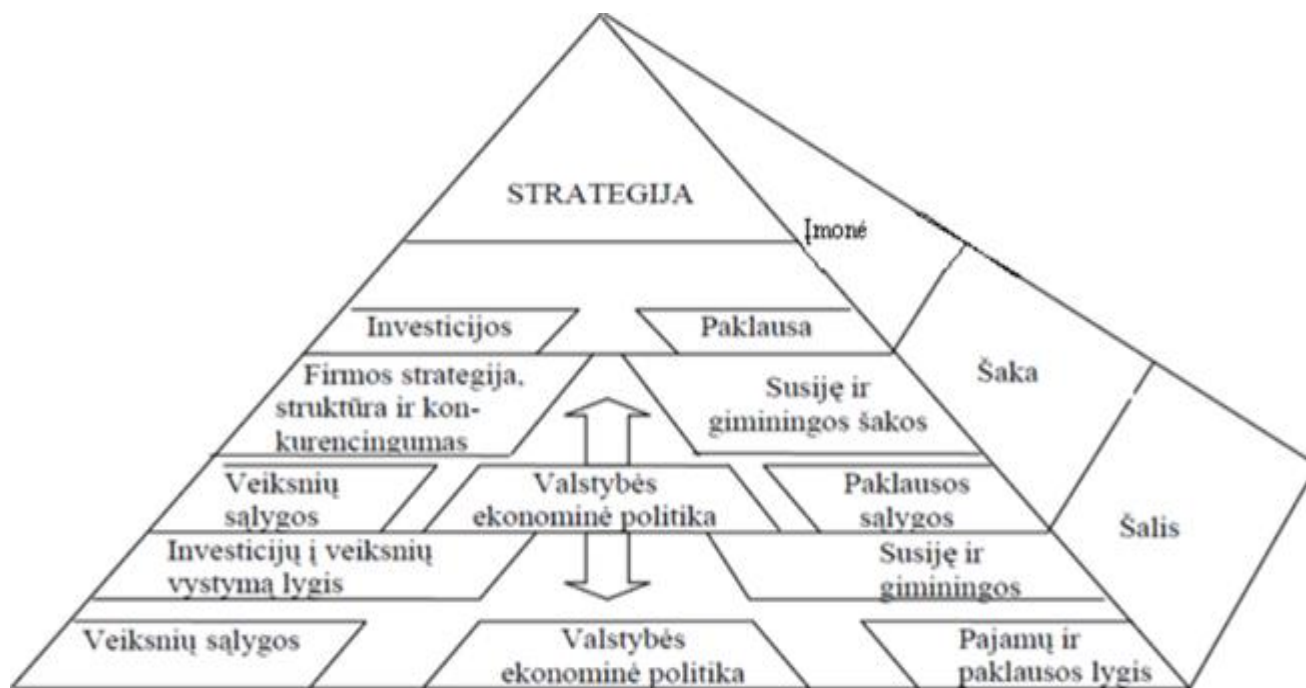 STRATEGIJA
Įmonė
Investicijos
Paklausa
Firmos strategija,
struktūra ir kon-
kurencingumas
Susiję ir
giminingos šakos
Šaka
Veiksnių
sąlygos
Valstybės
ekonominė politika
Paklausos
sąlygos
Šalis
Investicijų į veiksnių
vystymą lygis
Susiję ir
giminingos
Veiksnių sąlygos
Valstybės
ekonominė politika
Pajamų ir
paklausos lygis